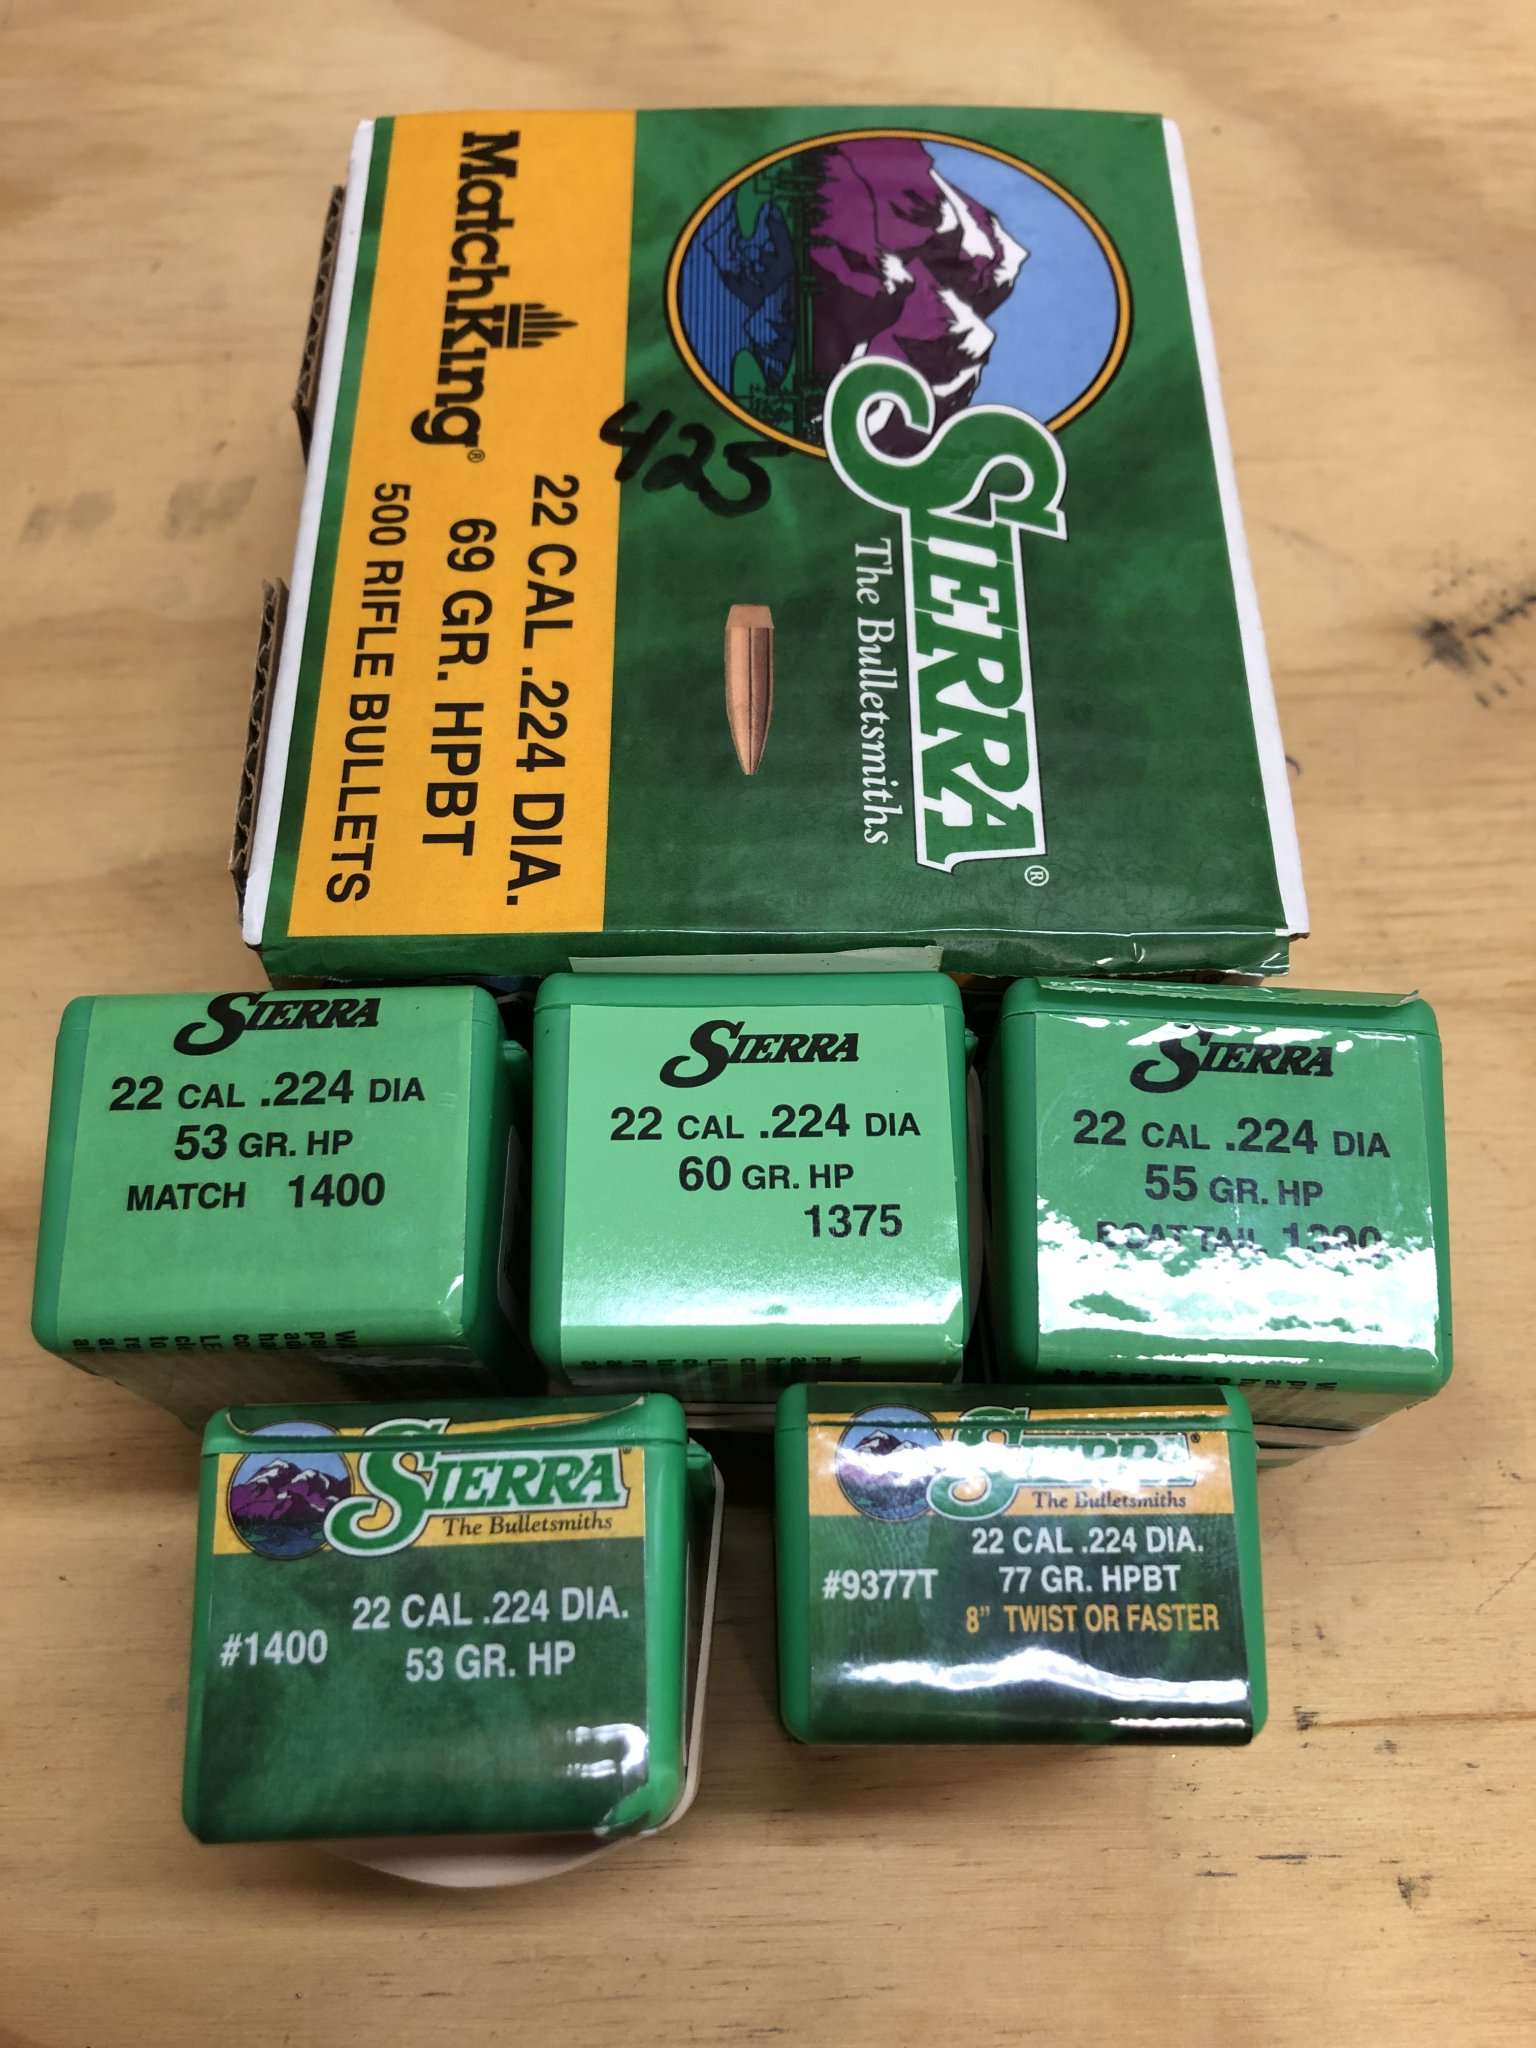 SIERRA®
The Bulletsmiths
425
MatchKing®
22 CAL .224 DIA.
69 GR. HPBT
500 RIFLE BULLETS
SIERRA
22 CAL .224 DIA
53 GR. HP
MATCH 1400
SIERRA
22 CAL .224 DIA
60 GR. HP
1375
SIERRA
22 CAL .224 DIA
55 GR. HP
BOAT TAIL
SIERRA®
The Bulletsmiths
#1400
22 CAL .224 DIA.
53 GR. HP
SIERRA®
The Bulletsmiths
#9377T
22 CAL .224 DIA.
77 GR. HPBT
8" TWIST OR FASTER